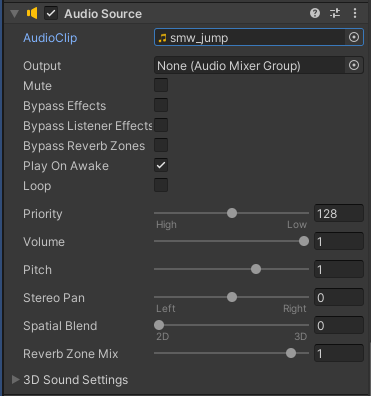 Audio Source
AudioClip smw_jump
Output None (Audio Mixer Group)
Mute
Bypass Effects
Bypass Listener Effects
Bypass Reverb Zones
Play On Awake
Loop
Priority 128
High Low
Volume 1
Pitch 1
Stereo Pan 0
Left Right
Spatial Blend 0
2D 3D
Reverb Zone Mix 1
3D Sound Settings